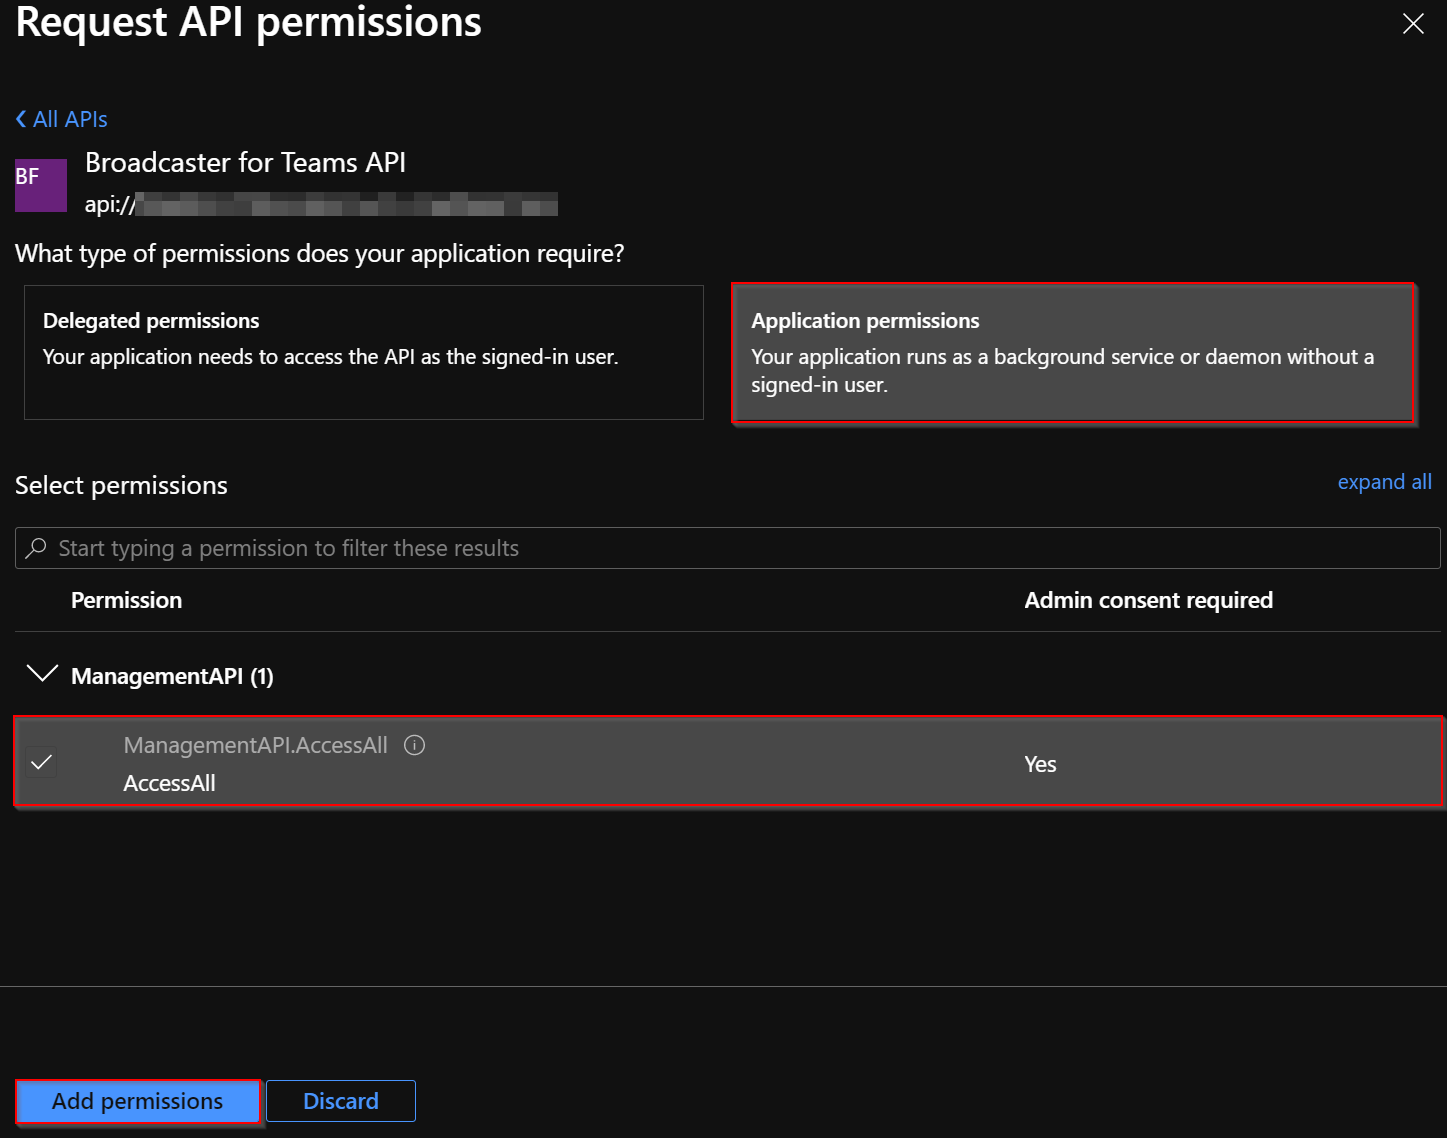 Request API permissions
All APIs
BF
Broadcaster for Teams API
api://
What type of permissions does your application require?
Delegated permissions
Your application needs to access the API as the signed-in user.
Application permissions
Your application runs as a background service or daemon without a
signed-in user.
Select permissions
expand all
Start typing a permission to filter these results
Permission
Admin consent required
ManagementAPI (1)
ManagementAPI.AccessAll
AccessAll
Yes
Add permissions
Discard